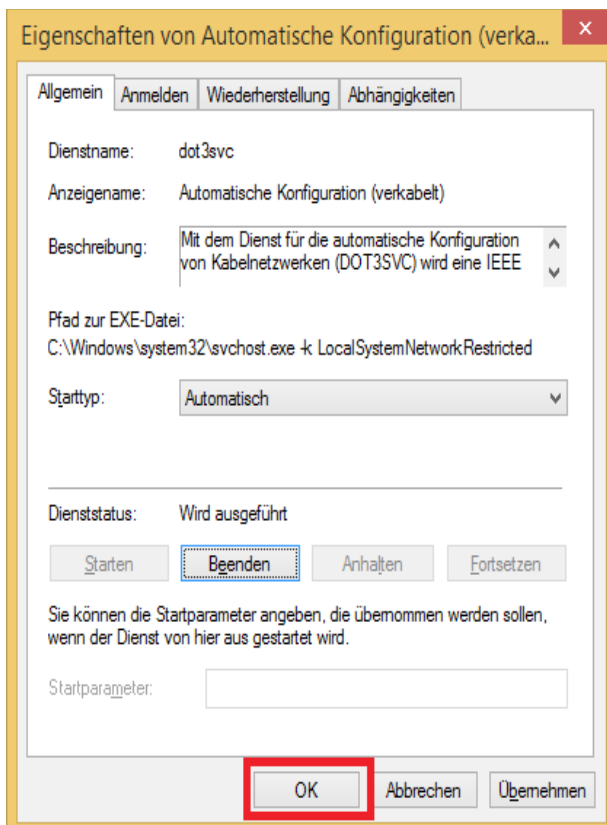 Eigenschaften von Automatische Konfiguration (verka...
Allgemein Anmelden Wiederherstellung Abhängigkeiten
Dienstname: dot3svc
Anzeigename: Automatische Konfiguration (verkabelt)
Beschreibung: Mit dem Dienst für die automatische Konfiguration
von Kabelnetzwerken (DOT3SVC) wird eine IEEE
Pfad zur EXE-Datei:
C:\Windows\system32\svchost.exe -k LocalSystemNetworkRestricted
Starttyp: Automatisch
Dienststatus: Wird ausgeführt
Starten Beenden Anhalten Fortsetzen
Sie können die Startparameter angeben, die übernommen werden sollen,
wenn der Dienst von hier aus gestartet wird.
Startparameter:
OK Abbrechen Übernehmen